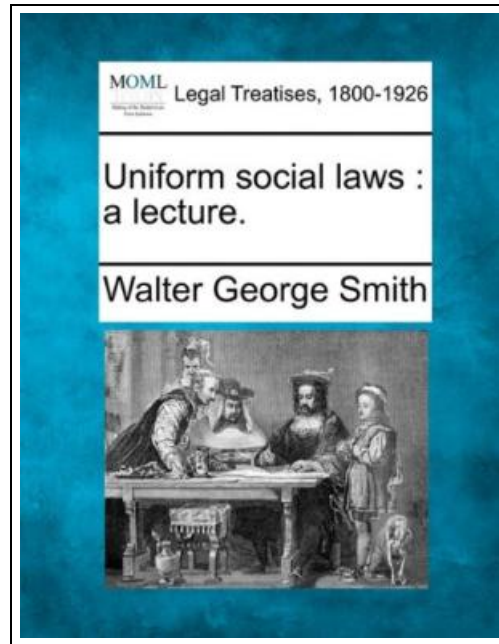 MOML
Legal Treatises, 1800-1926
Uniform social laws :
a lecture.
Walter George Smith